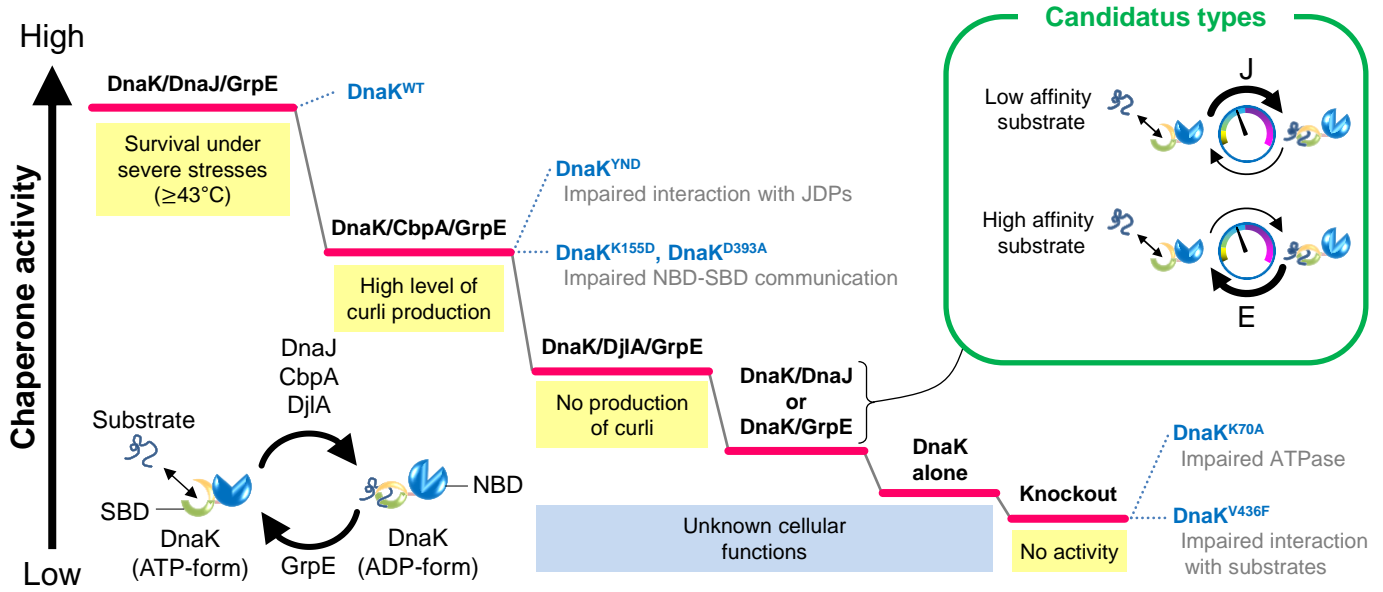 Candidatus types
High
DnaK/DnaJ/GrpE
DnaKWT
J
Low affinity
substrate
Survival under
severe stresses
(≥43°C)
DnaKYND
Impaired interaction with JDPs
DnaK/CbpA/GrpE
High affinity
substrate
DnaKK155D, DnaKD393A
Impaired NBD-SBD communication
High level of
curli production
E
Chaperone activity
DnaJ
CbpA
DjlA
DnaK/DjlA/GrpE
DnaK/DnaJ
or
DnaK/GrpE
No production
of curli
Substrate
DnaKK70A
Impaired ATPase
DnaK
alone
NBD
Knockout
SBD
DnaKV436F
Impaired interaction
with substrates
Unknown cellular
functions
No activity
DnaK
(ATP-form)
GrpE
DnaK
(ADP-form)
Low